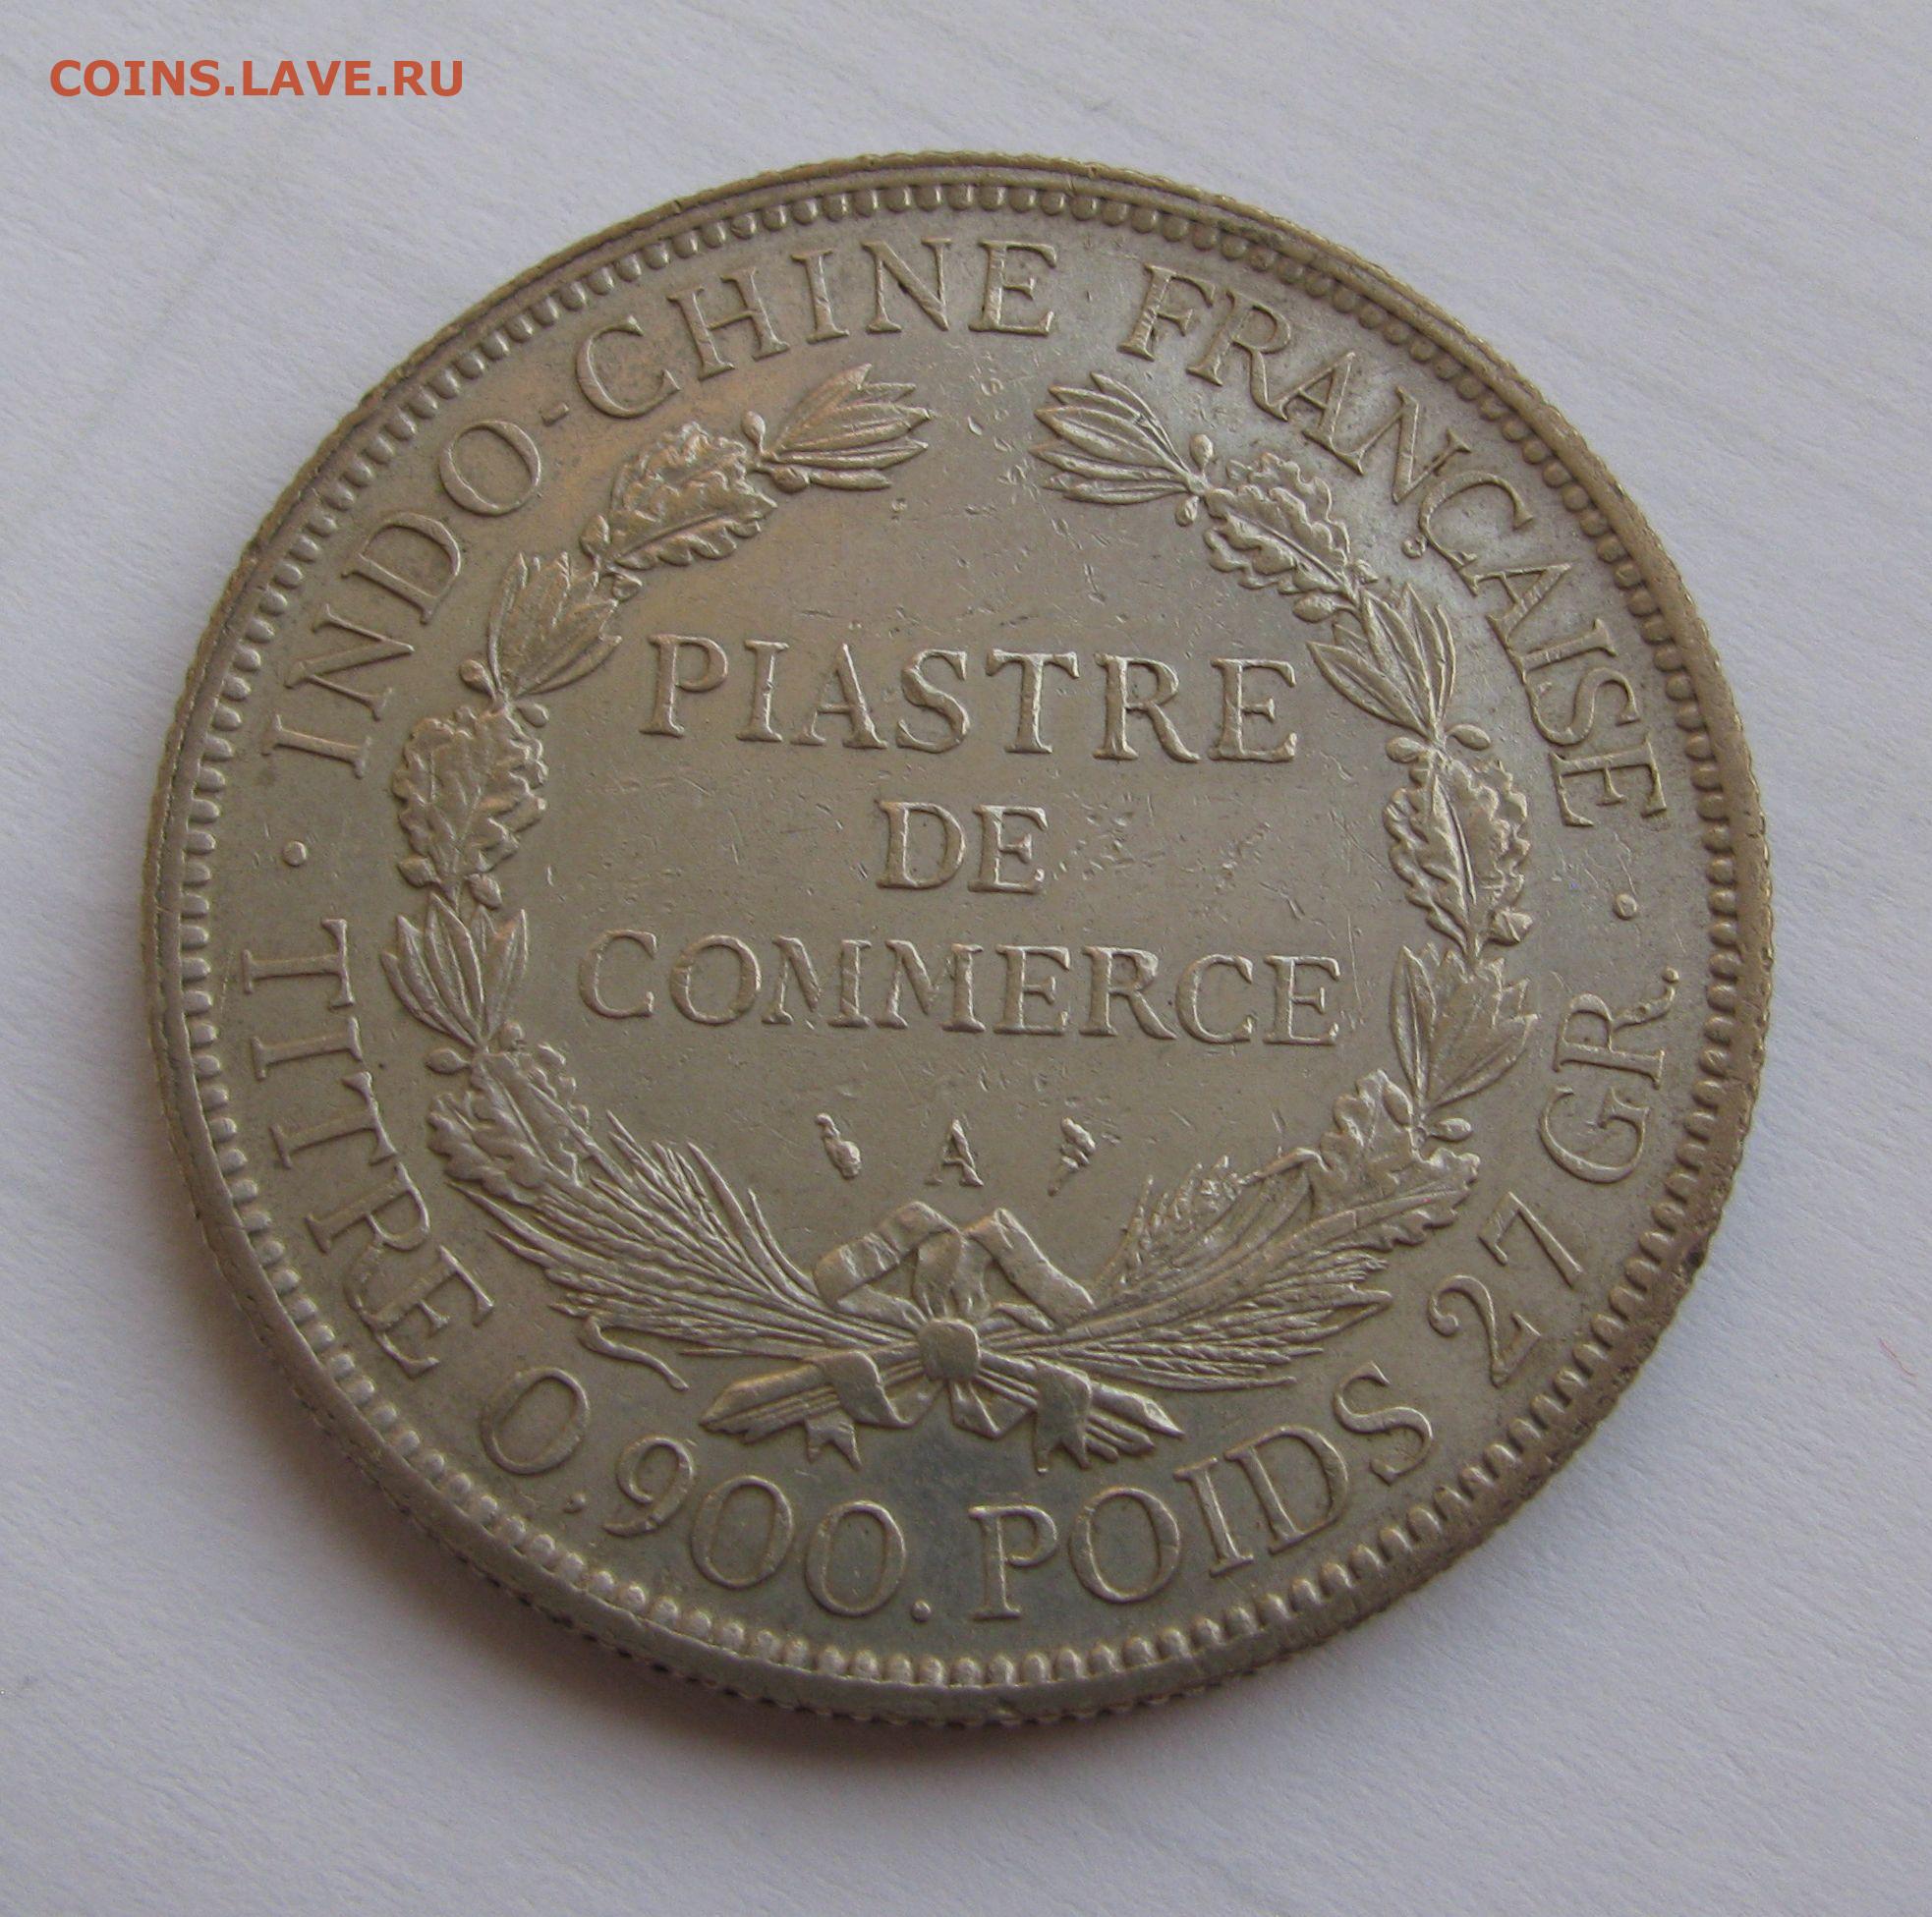 COINS.LAVE.RU
· INDO-CHINE FRANÇAISE ·
PIASTRE
DE
COMMERCE
A
TITRE 0,900. POIDS 27 GR.